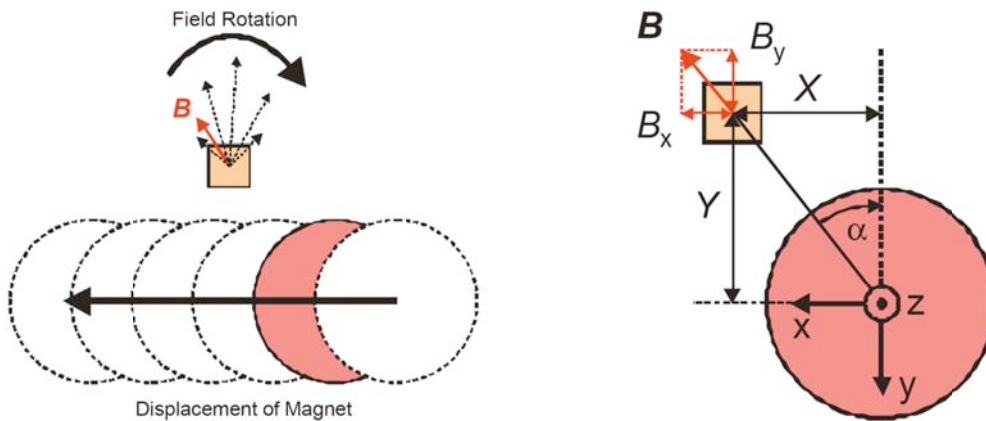 Field Rotation
B
Displacement of Magnet
B
By
X
Bx
Y
α
x
z
y